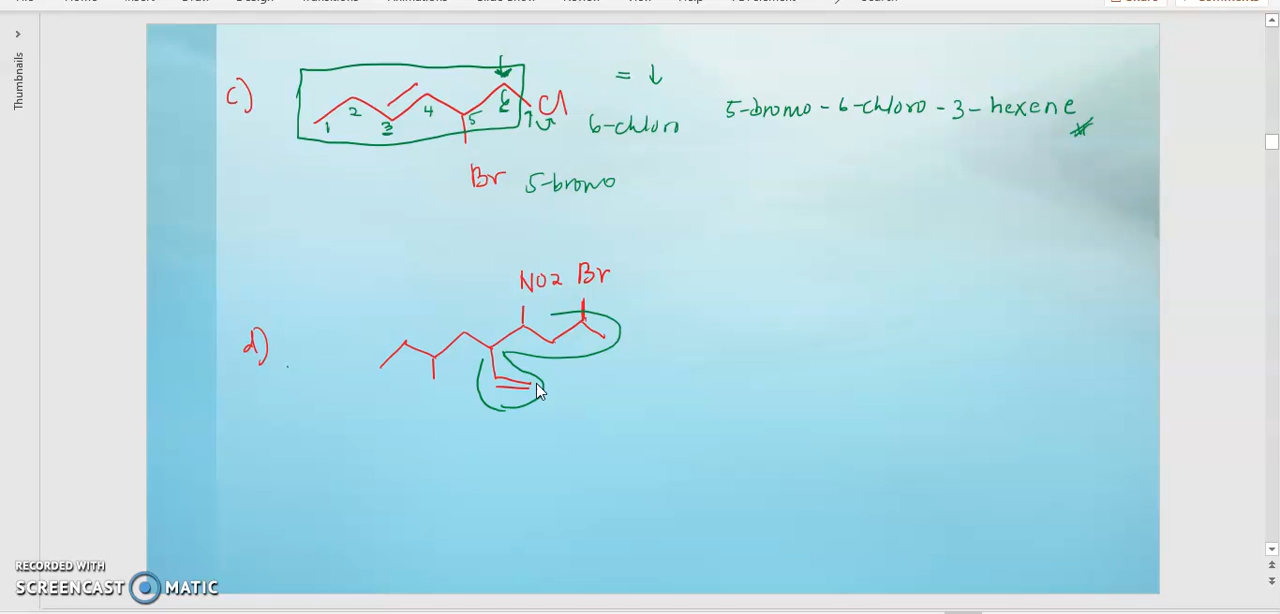 Thumbnails
c)
1 2 3 4 5 6
Cl
= ↓
6-chloro
5-bromo - 6-chloro - 3 - hexene
Br
5-bromo
NO2 Br
d)
RECORDED WITH
SCREENCAST MATIC